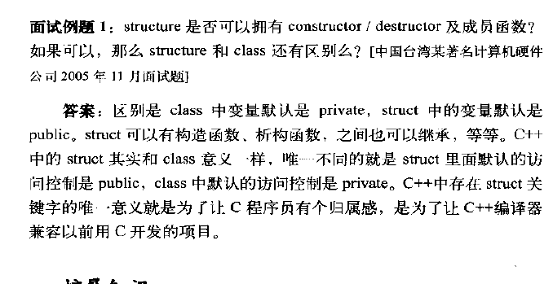 面试例题 1：structure 是否可以拥有 constructor / destructor 及成员函数？
如果可以，那么 structure 和 class 还有区别么？[中国台湾某著名计算机硬件
公司 2005 年 11 月面试题]
答案：区别是 class 中变量默认是 private，struct 中的变量默认是
public。struct 可以有构造函数、析构函数，之间也可以继承，等等。C++
中的 struct 其实和 class 意义一样，唯一不同的就是 struct 里面默认的访
问控制是 public，class 中默认的访问控制是 private。C++中存在 struct 关
键字的唯一意义就是为了让 C 程序员有个归属感，是为了让 C++编译器
兼容以前用 C 开发的项目。